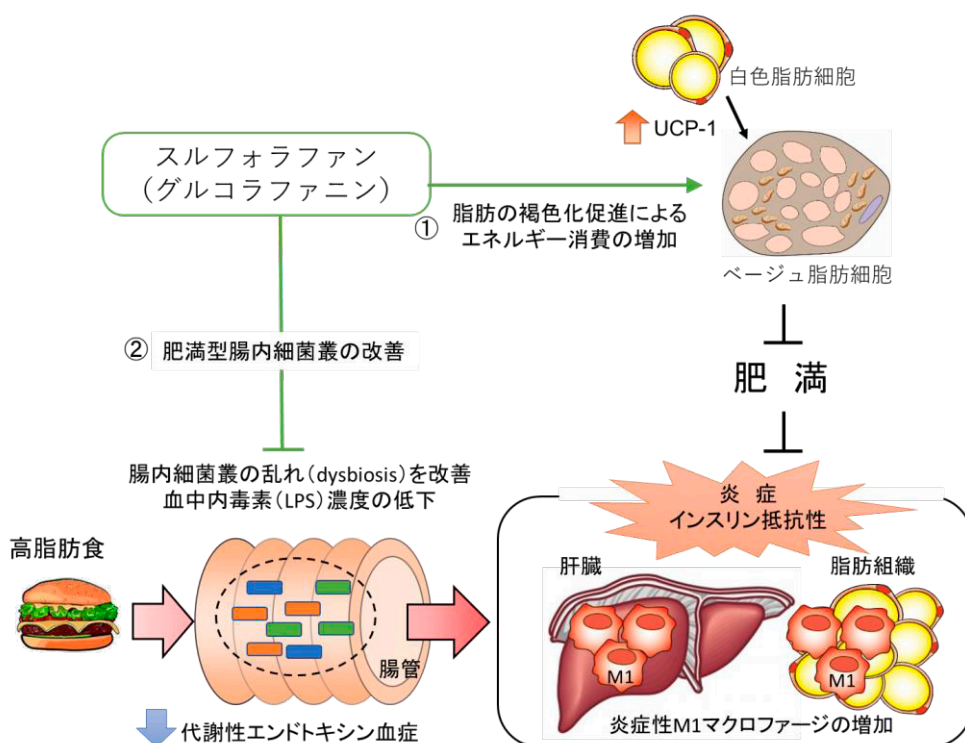 白色脂肪細胞
UCP-1
スルフォラファン
(グルコラファニン)
① 脂肪の褐色化促進による
エネルギー消費の増加
ベージュ脂肪細胞
② 肥満型腸内細菌叢の改善
肥 満
腸内細菌叢の乱れ(dysbiosis)を改善
血中内毒素(LPS)濃度の低下
炎 症
インスリン抵抗性
高脂肪食
肝臓
脂肪組織
腸管
M1
M1
代謝性エンドトキシン血症
炎症性M1マクロファージの増加